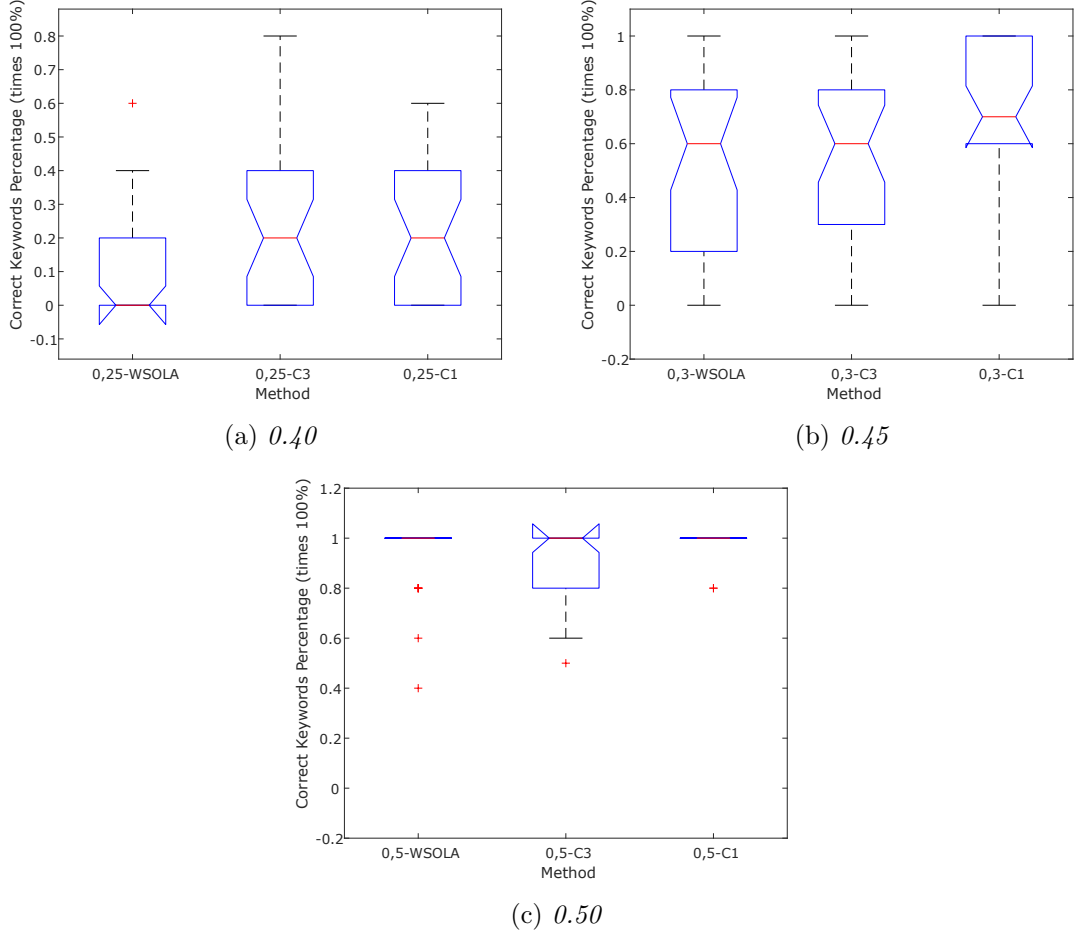 Correct Keywords Percentage (times 100%)
0.8
0.7
0.6
0.5
0.4
0.3
0.2
0.1
0
-0.1
0,25-WSOLA 0,25-C3 0,25-C1
Method
(a) 0.40
Correct Keywords Percentage (times 100%)
1
0.8
0.6
0.4
0.2
0
-0.2
0,3-WSOLA 0,3-C3 0,3-C1
Method
(b) 0.45
Correct Keywords Percentage (times 100%)
1.2
1
0.8
0.6
0.4
0.2
0
-0.2
0,5-WSOLA 0,5-C3 0,5-C1
Method
(c) 0.50